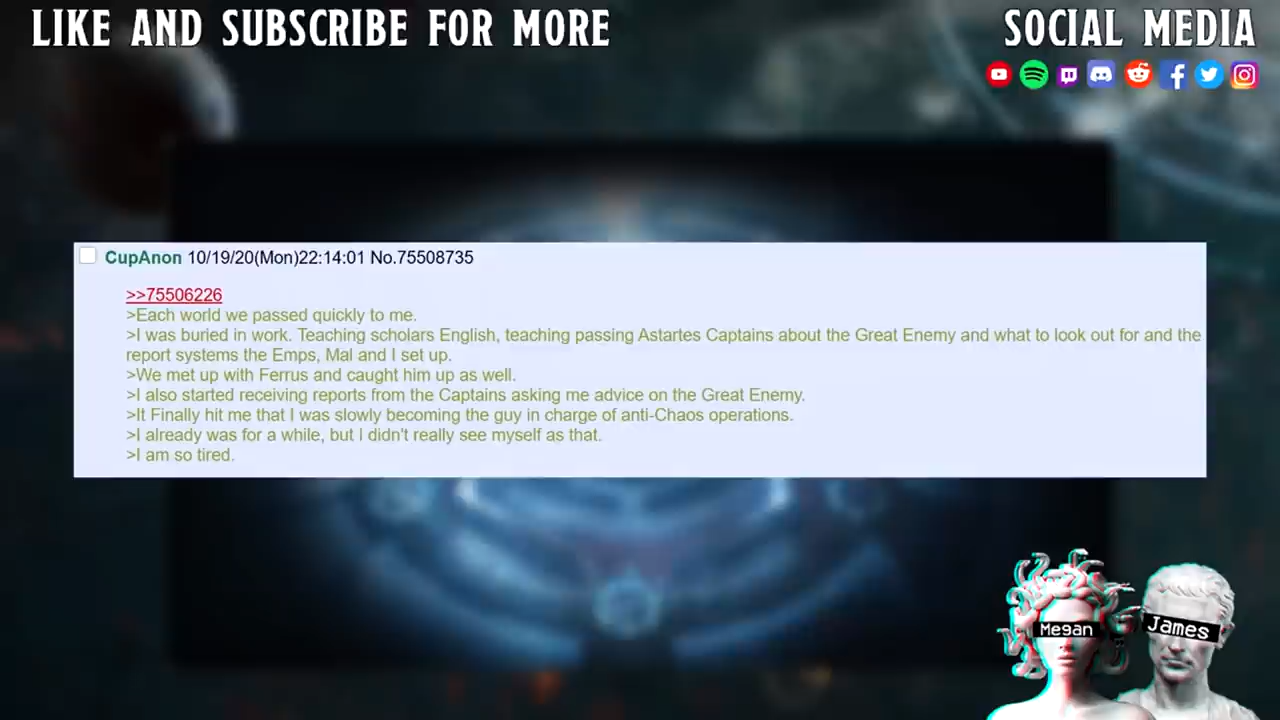 LIKE AND SUBSCRIBE FOR MORE
SOCIAL MEDIA
CupAnon 10/19/20(Mon)22:14:01 No.75508735
>>75506226
>Each world we passed quickly to me.
>I was buried in work. Teaching scholars English, teaching passing Astartes Captains about the Great Enemy and what to look out for and the
report systems the Emps, Mal and I set up.
>We met up with Ferrus and caught him up as well.
>I also started receiving reports from the Captains asking me advice on the Great Enemy.
>It Finally hit me that I was slowly becoming the guy in charge of anti-Chaos operations.
>I already was for a while, but I didn't really see myself as that.
>I am so tired.
Megan
James